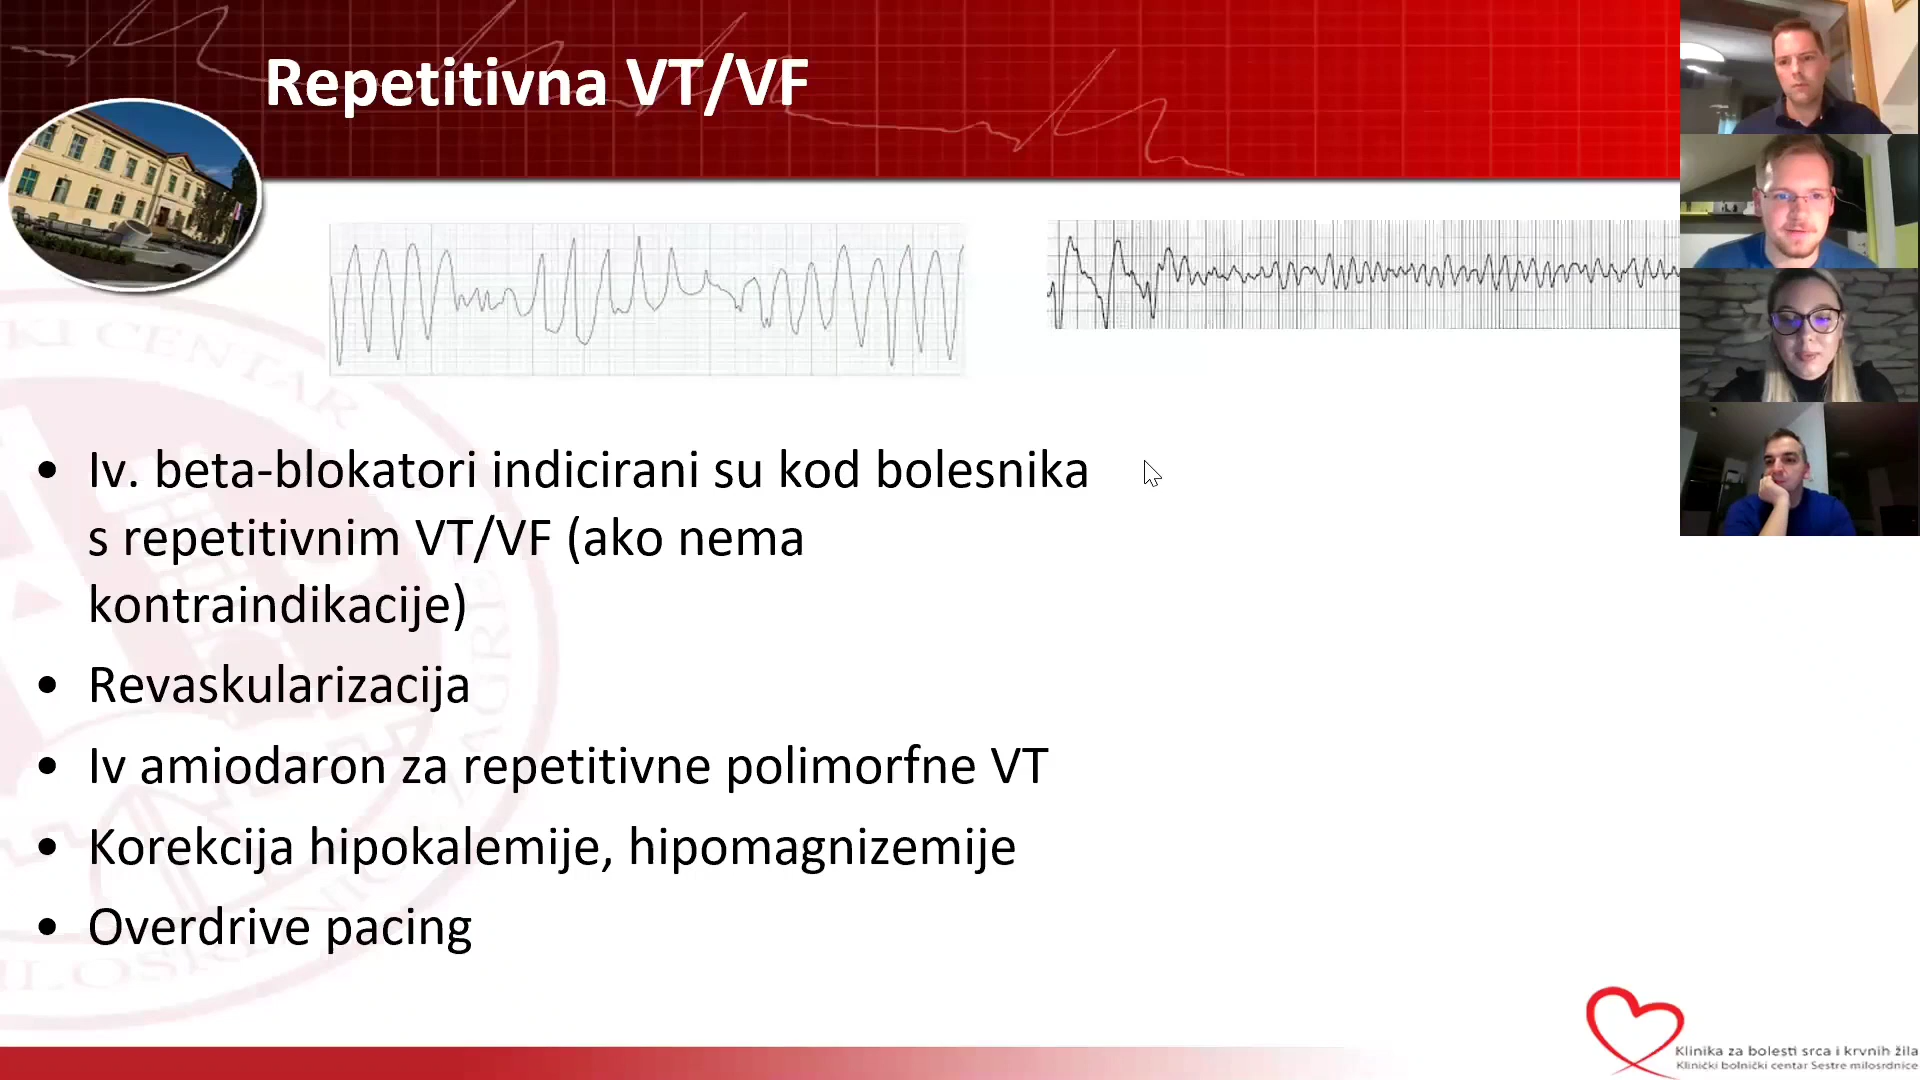 Repetitivna VT/VF
• Iv. beta-blokatori indicirani su kod bolesnika
s repetitivnim VT/VF (ako nema
kontraindikacije)
• Revaskularizacija
• Iv amiodaron za repetitivne polimorfne VT
• Korekcija hipokalemije, hipomagnizemije
• Overdrive pacing
Klinika za bolesti srca i krvnih žila
Klinički bolnički centar Sestre milosrdnice